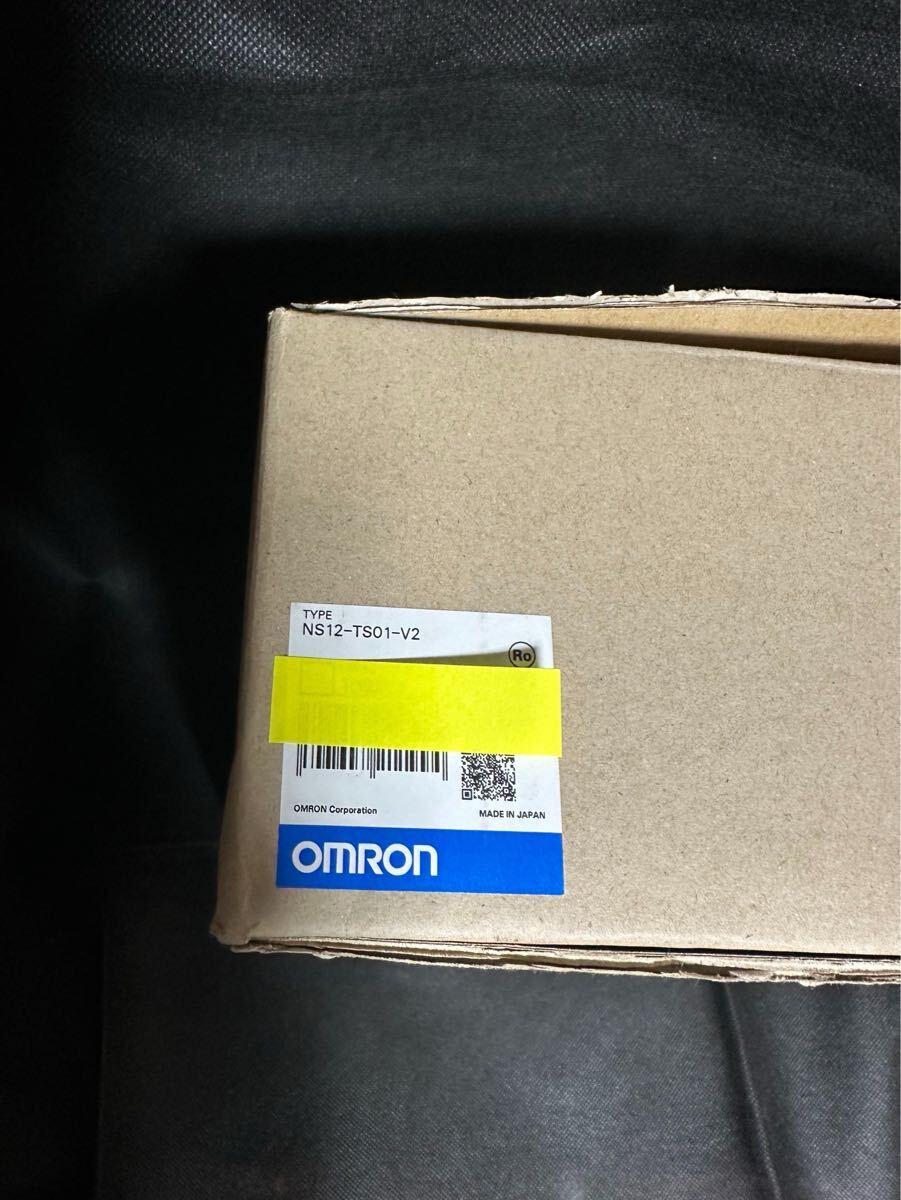 TYPE
NS12-TS01-V2
Ro
OMRON Corporation
MADE IN JAPAN
OMRON